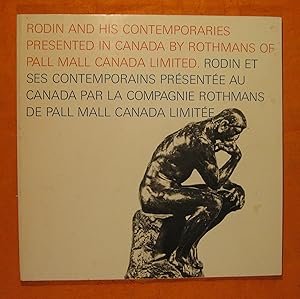 RODIN AND HIS CONTEMPORARIES
PRESENTED IN CANADA BY ROTHMANS OF
PALL MALL CANADA LIMITED. RODIN ET
SES CONTEMPORAINS PRÉSENTÉE AU
CANADA PAR LA COMPAGNIE ROTHMANS
DE PALL MALL CANADA LIMITÉE